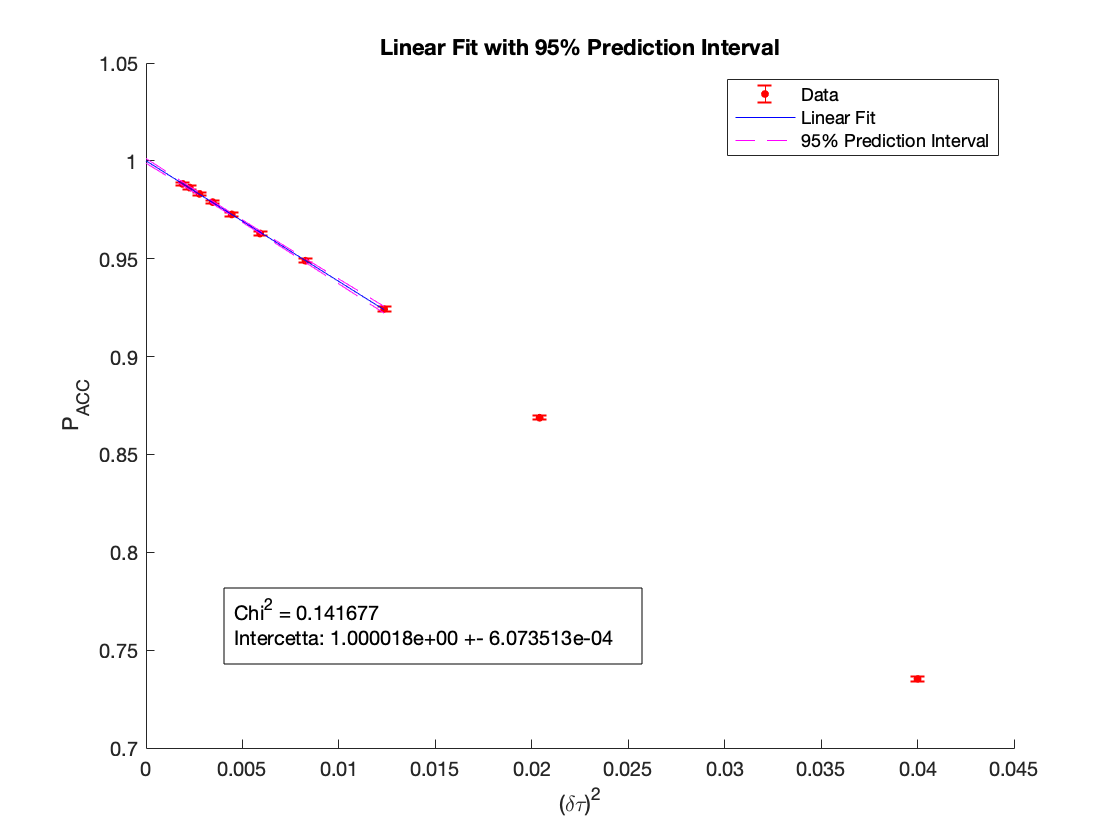 Linear Fit with 95% Prediction Interval
1.05
1
0.95
0.9
0.85
0.8
0.75
0.7
P_ACC
Data
Linear Fit
95% Prediction Interval
Chi² = 0.141677
Intercetta: 1.000018e+00 +- 6.073513e-04
0 0.005 0.01 0.015 0.02 0.025 0.03 0.035 0.04 0.045
(δτ)²